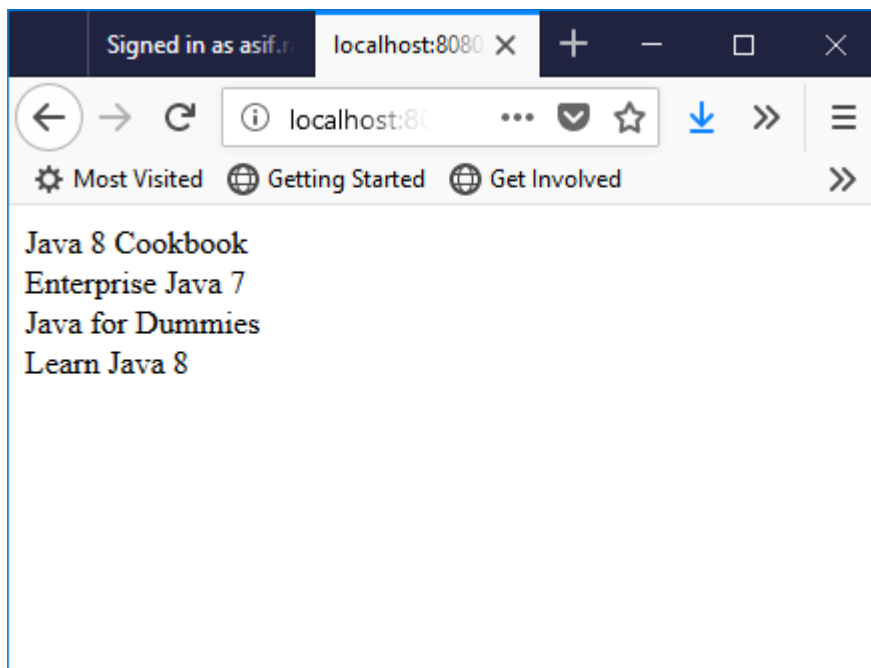 Signed in as asif.r
localhost:8080
localhost:80
Most Visited
Getting Started
Get Involved
Java 8 Cookbook
Enterprise Java 7
Java for Dummies
Learn Java 8